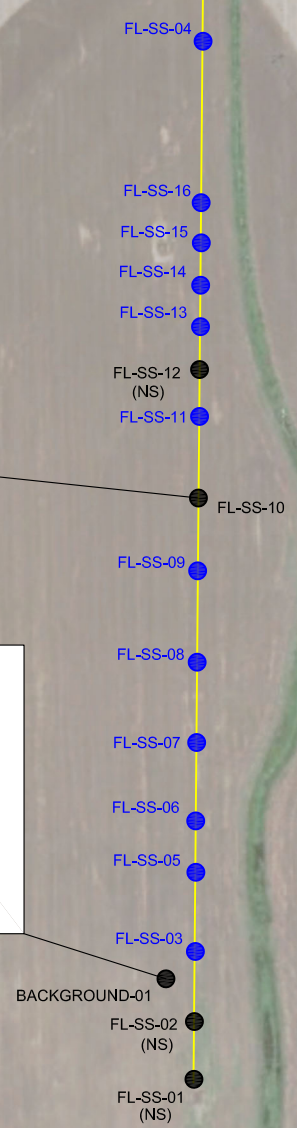 FL-SS-04
FL-SS-16
FL-SS-15
FL-SS-14
FL-SS-13
FL-SS-12
(NS)
FL-SS-11
FL-SS-10
FL-SS-09
FL-SS-08
FL-SS-07
FL-SS-06
FL-SS-05
FL-SS-03
BACKGROUND-01
FL-SS-02
(NS)
FL-SS-01
(NS)